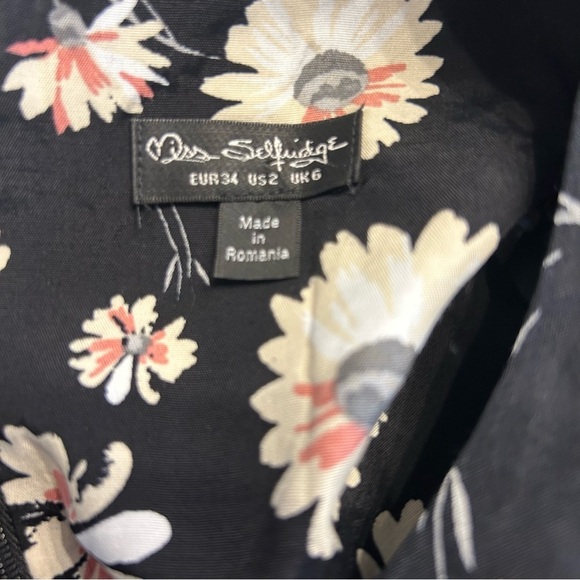 Miss Selfridge
EUR34 US2 UK6
Made
in
Romania